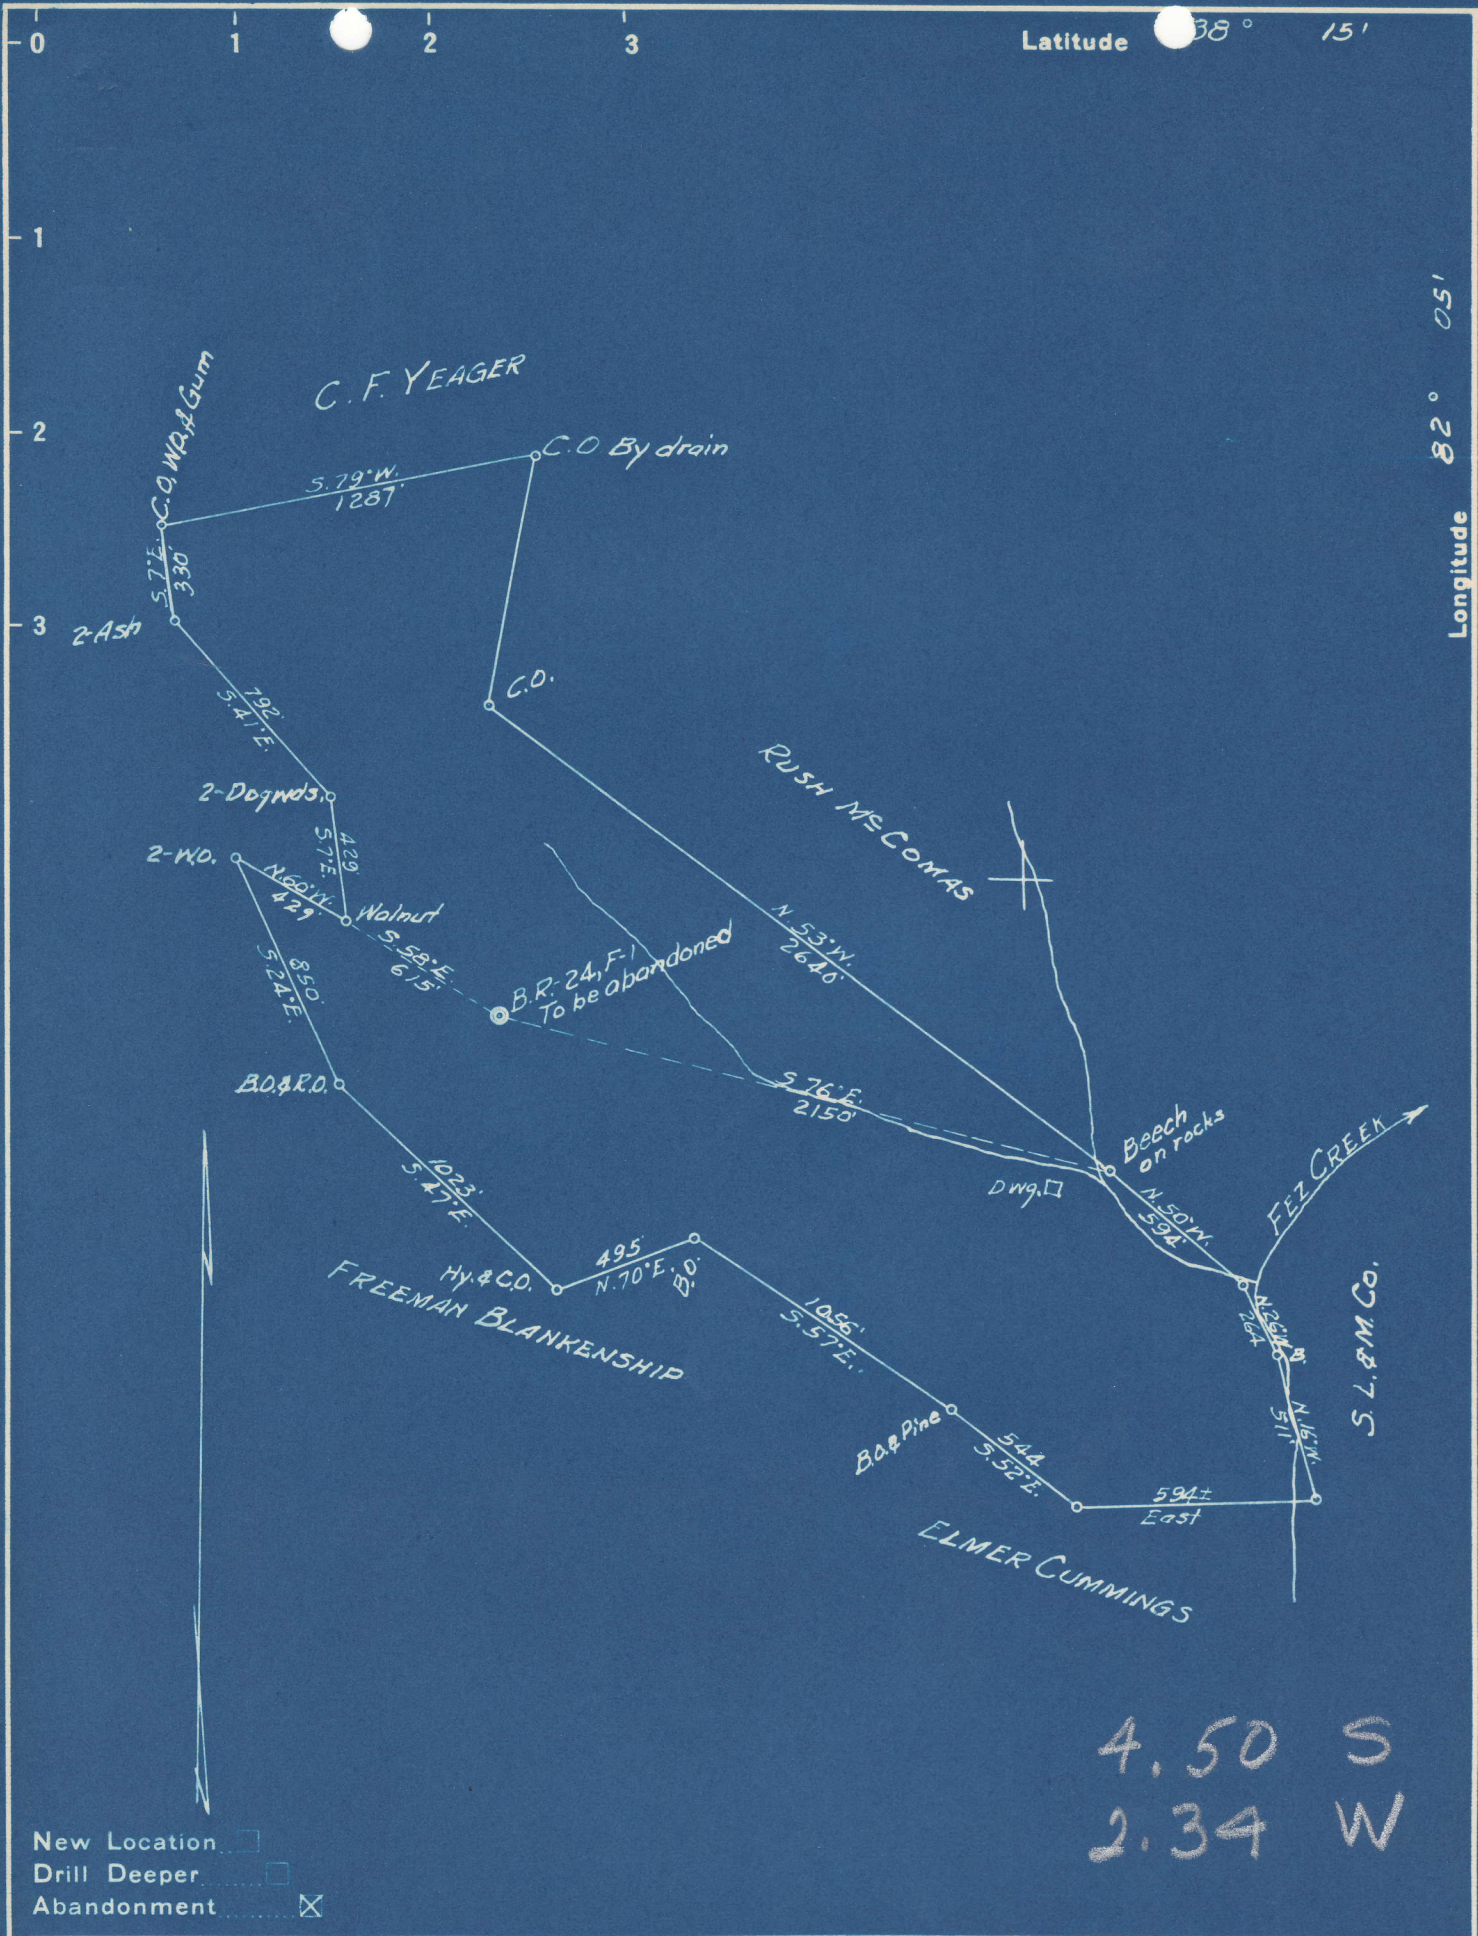 0 1 2 3
Latitude 38° 15'
1
2
3
Longitude 82° 05'
C. F. YEAGER
C.O. W.O. & Gum
C.O By drain
S. 79° W.
1287'
S. 7° E.
330'
2-Ash
C.O.
792'
S. 41° E.
RUSH McCOMAS
2-Dogwds.
429'
S. 7° E.
2-W.O.
N. 60° W.
429'
Walnut
S. 58° E.
615'
B.R.-24, F-1
To be abandoned
N. 53° W.
2640'
850'
S. 24° E.
B.O. & R.O.
S. 76° E.
2150'
Beech
on rocks
Dwg.
FEZ CREEK
N. 50° W.
594'
1023'
S. 47° E.
Hy. & C.O.
495'
N. 70° E.
B.O.
FREEMAN BLANKENSHIP
1056'
S. 57° E.
N. 26° W.
264
B.
S. L. & M. Co.
N. 16° W.
511'
B.O. & Pine
544
S. 52° E.
594±
East
ELMER CUMMINGS
4.50 S
2.34 W
New Location
Drill Deeper
Abandonment